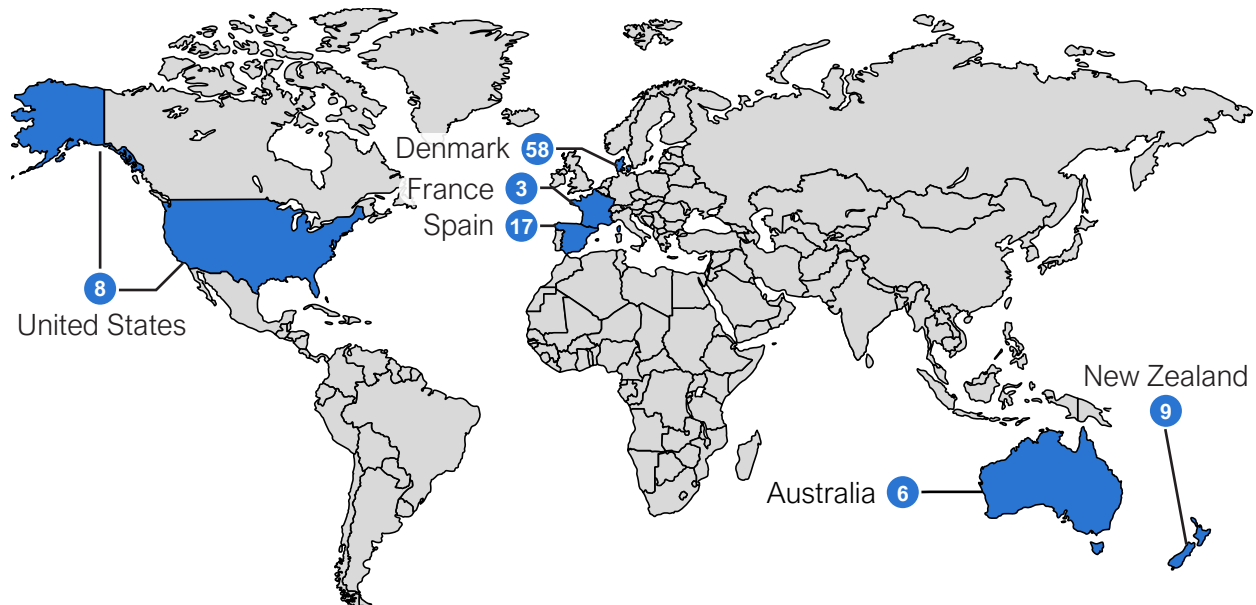 Denmark 58
France 3
Spain 17
8
United States
New Zealand
9
Australia 6